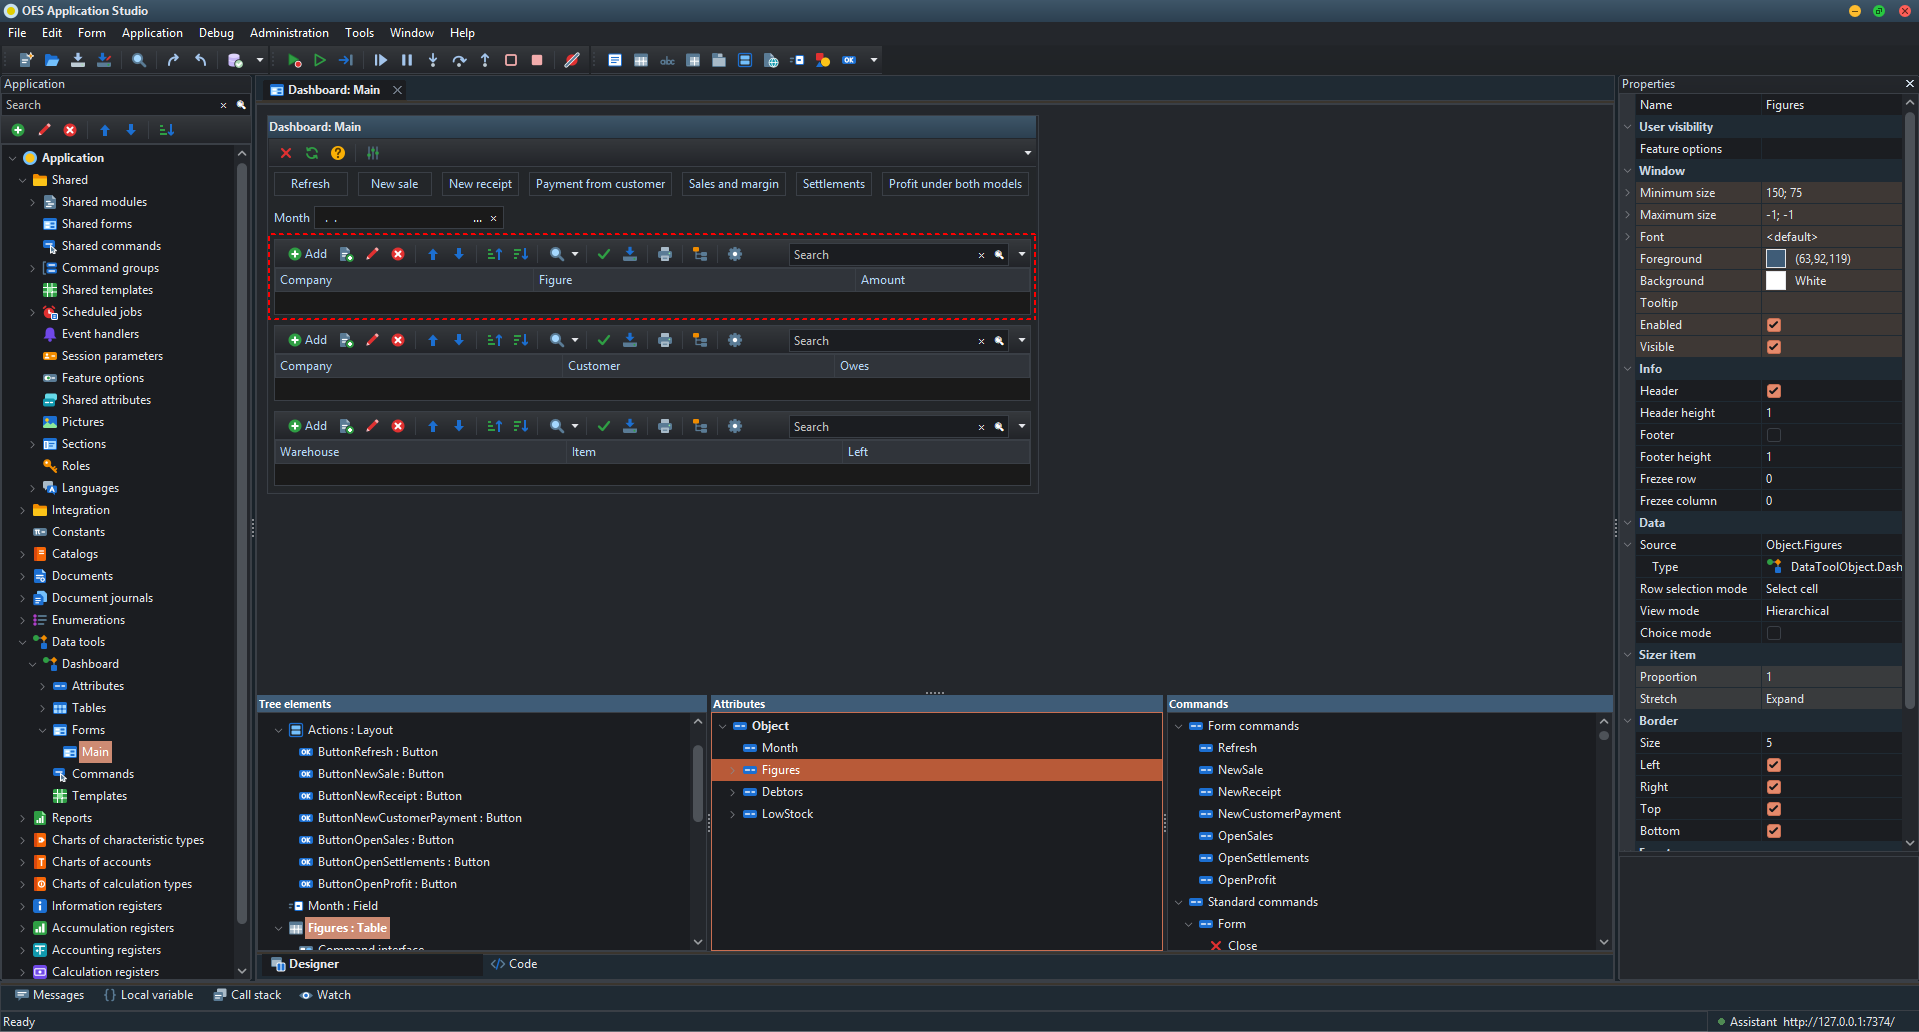 OES Application Studio
File Edit Form Application Debug Administration Tools Window Help
Application
Search
Application
Shared
Shared modules
Shared forms
Shared commands
Command groups
Shared templates
Scheduled jobs
Event handlers
Session parameters
Feature options
Shared attributes
Pictures
Sections
Roles
Languages
Integration
Constants
Catalogs
Documents
Document journals
Enumerations
Data tools
Dashboard
Attributes
Tables
Forms
Main
Commands
Templates
Reports
Charts of characteristic types
Charts of accounts
Charts of calculation types
Information registers
Accumulation registers
Accounting registers
Calculation registers
Dashboard: Main
Dashboard: Main
Refresh New sale New receipt Payment from customer Sales and margin Settlements Profit under both models
Month . . ...
Add Search
Company Figure Amount
Add Search
Company Customer Owes
Add Search
Warehouse Item Left
Tree elements
Actions : Layout
ButtonRefresh : Button
ButtonNewSale : Button
ButtonNewReceipt : Button
ButtonNewCustomerPayment : Button
ButtonOpenSales : Button
ButtonOpenSettlements : Button
ButtonOpenProfit : Button
Month : Field
Figures : Table
Command interface
Attributes
Object
Month
Figures
Debtors
LowStock
Commands
Form commands
Refresh
NewSale
NewReceipt
NewCustomerPayment
OpenSales
OpenSettlements
OpenProfit
Standard commands
Form
Close
Designer Code
Properties
Name Figures
User visibility
Feature options
Window
Minimum size 150; 75
Maximum size -1; -1
Font <default>
Foreground (63,92,119)
Background White
Tooltip
Enabled
Visible
Info
Header
Header height 1
Footer
Footer height 1
Frezee row 0
Frezee column 0
Data
Source Object.Figures
Type DataToolObject.Dash
Row selection mode Select cell
View mode Hierarchical
Choice mode
Sizer item
Proportion 1
Stretch Expand
Border
Size 5
Left
Right
Top
Bottom
Messages Local variable Call stack Watch
Ready Assistant http://127.0.0.1:7374/